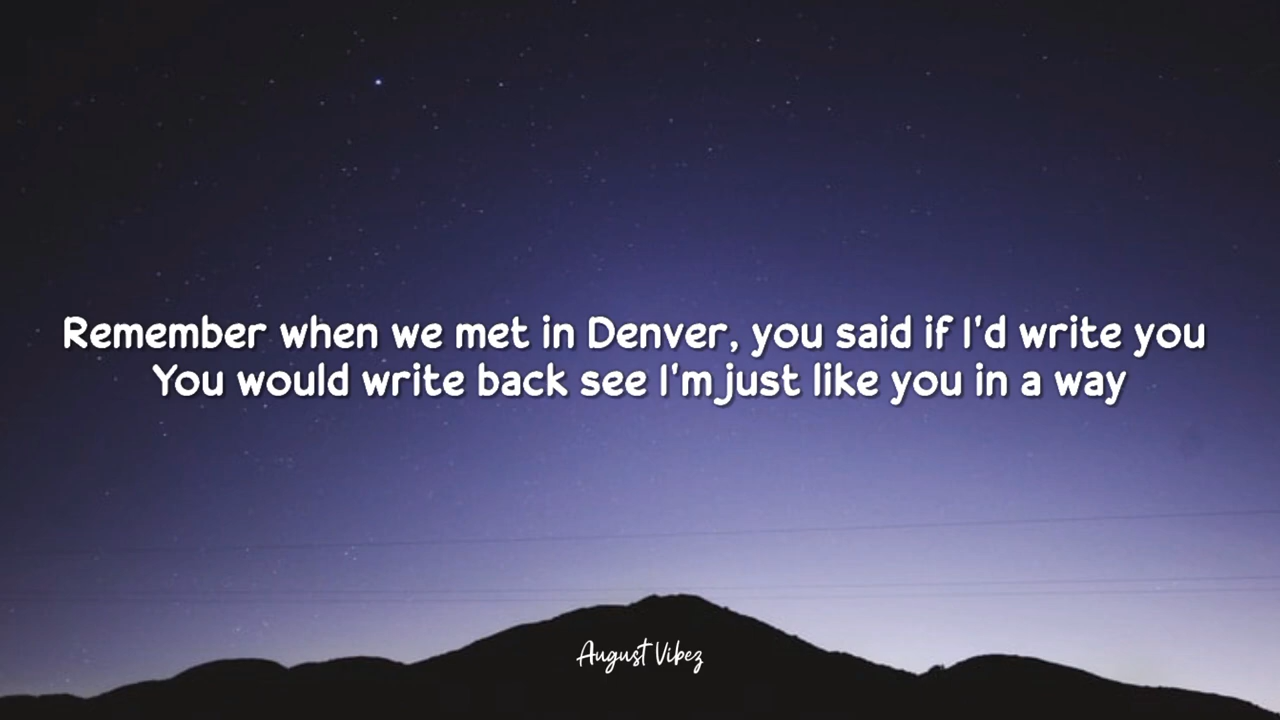 Remember when we met in Denver, you said if I'd write you
You would write back see I'm just like you in a way
August Vibez